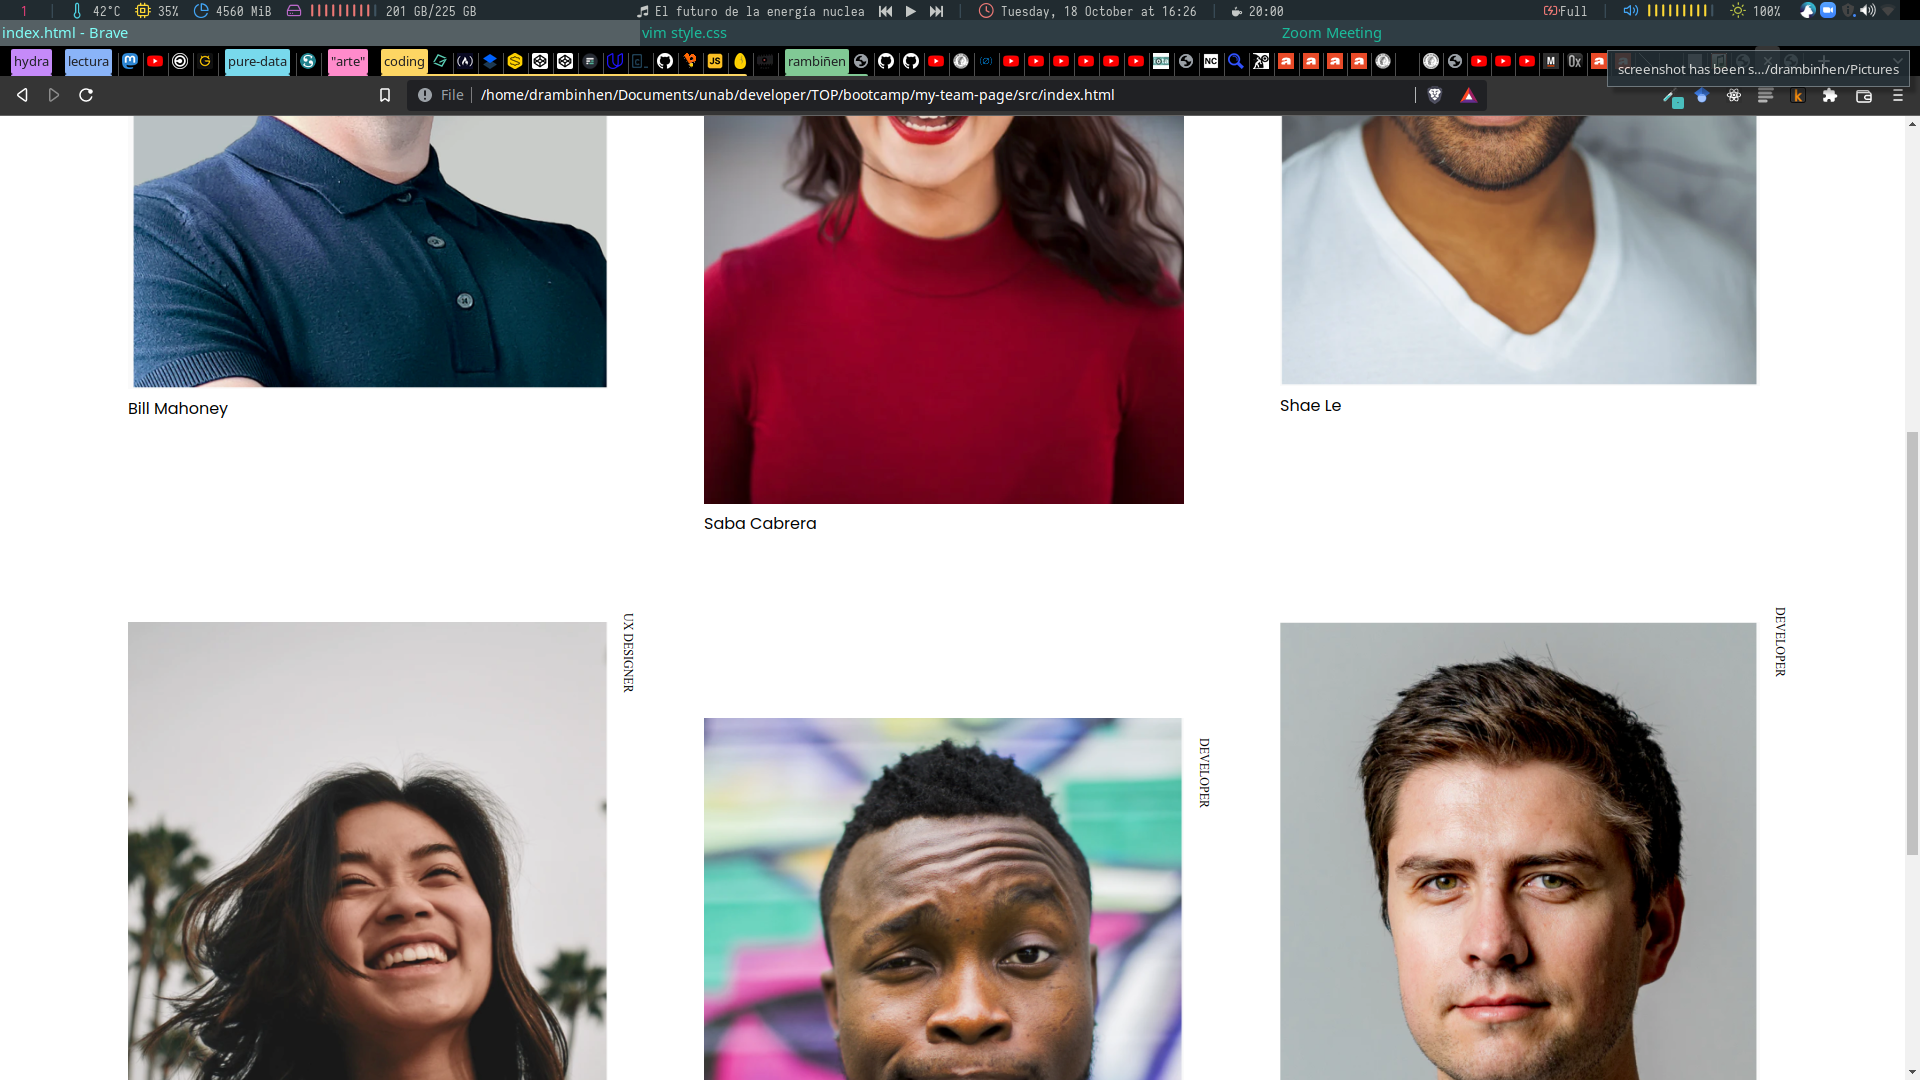 1 42°C 35% 4560 MiB 201 GB/225 GB El futuro de la energía nuclea Tuesday, 18 October at 16:26 20:00 Full 100%
index.html - Brave vim style.css Zoom Meeting
hydra lectura pure-data "arte" coding JS rambiñen NC M 0x
screenshot has been s.../drambinhen/Pictures
File /home/drambinhen/Documents/unab/developer/TOP/bootcamp/my-team-page/src/index.html
Bill Mahoney
Shae Le
Saba Cabrera
UX DESIGNER
DEVELOPER
DEVELOPER